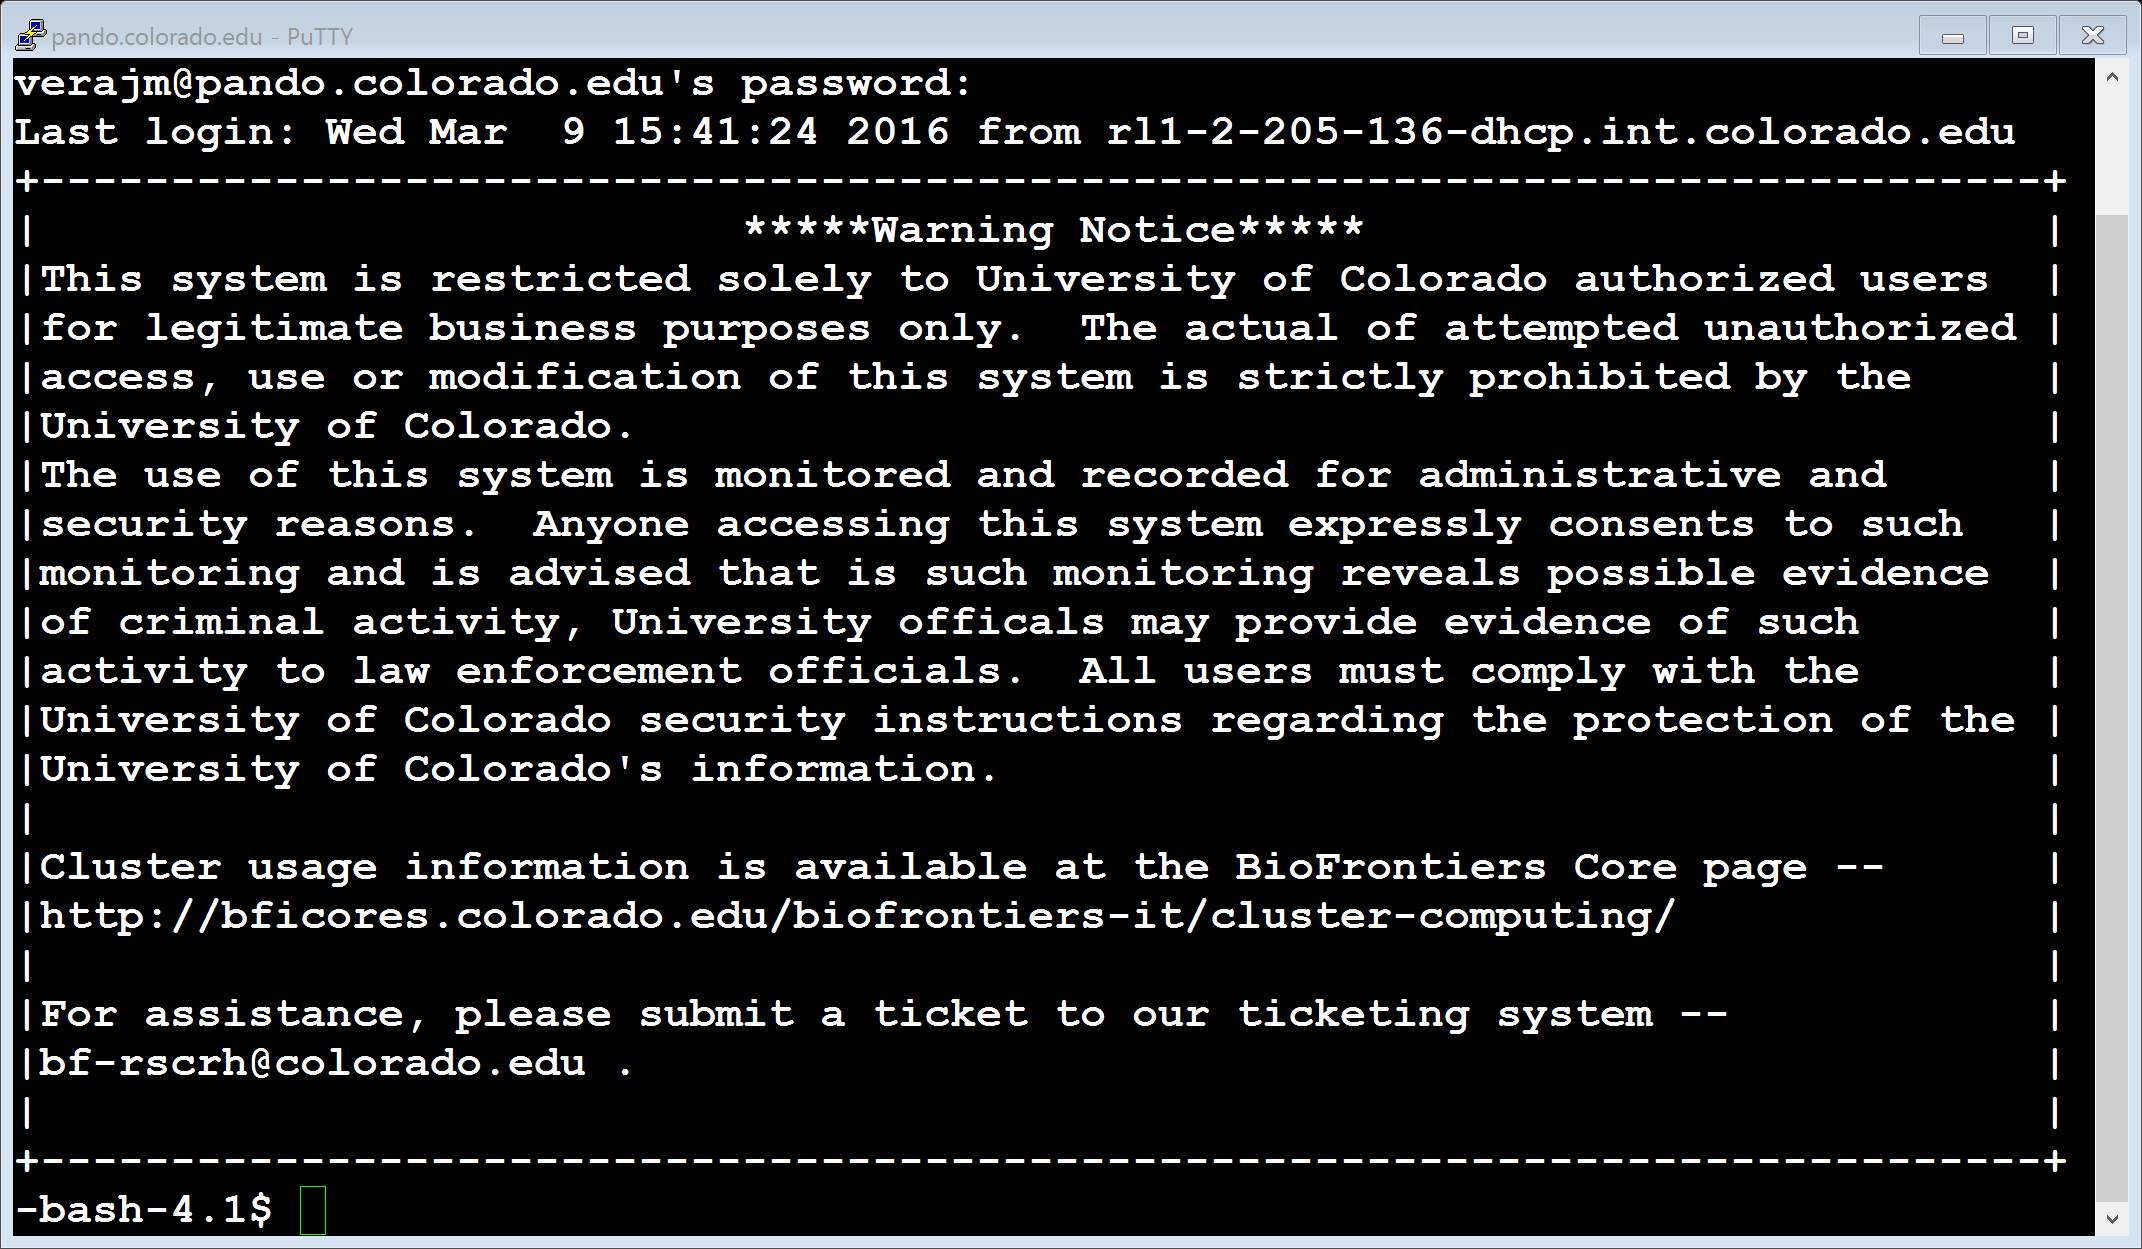 pando.colorado.edu - PuTTY
verajm@pando.colorado.edu's password:
Last login: Wed Mar  9 15:41:24 2016 from rl1-2-205-136-dhcp.int.colorado.edu
+-----------------------------------------------------------------------------+
|                           *****Warning Notice*****                          |
|This system is restricted solely to University of Colorado authorized users  |
|for legitimate business purposes only.  The actual of attempted unauthorized |
|access, use or modification of this system is strictly prohibited by the     |
|University of Colorado.                                                      |
|The use of this system is monitored and recorded for administrative and      |
|security reasons.  Anyone accessing this system expressly consents to such   |
|monitoring and is advised that is such monitoring reveals possible evidence  |
|of criminal activity, University officals may provide evidence of such       |
|activity to law enforcement officials.  All users must comply with the       |
|University of Colorado security instructions regarding the protection of the |
|University of Colorado's information.                                        |
|                                                                             |
|Cluster usage information is available at the BioFrontiers Core page --      |
|http://bficores.colorado.edu/biofrontiers-it/cluster-computing/              |
|                                                                             |
|For assistance, please submit a ticket to our ticketing system --            |
|bf-rscrh@colorado.edu .                                                      |
|                                                                             |
+-----------------------------------------------------------------------------+
-bash-4.1$